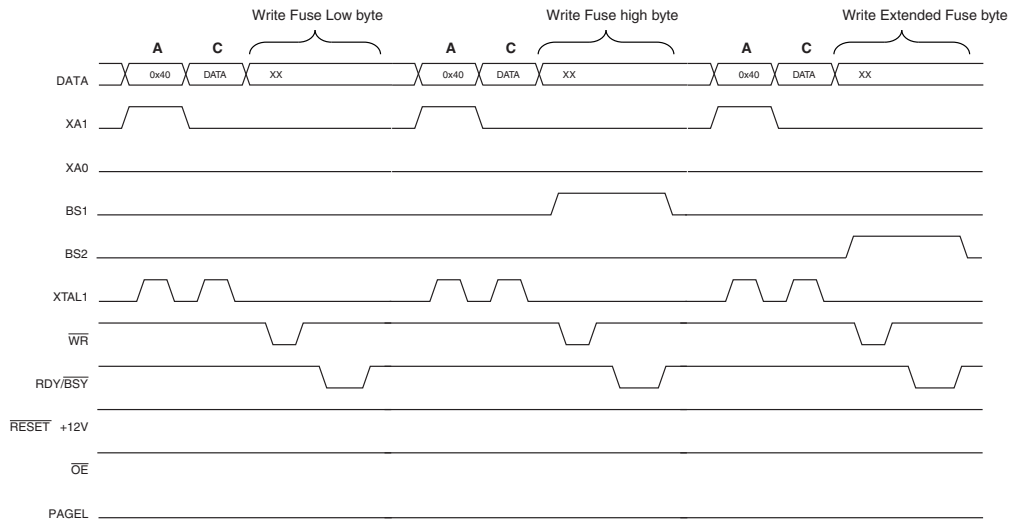 Write Fuse Low byte Write Fuse high byte Write Extended Fuse byte
A C A C A C
DATA 0x40 DATA XX 0x40 DATA XX 0x40 DATA XX
XA1
XA0
BS1
BS2
XTAL1
WR
RDY/BSY
RESET +12V
OE
PAGEL